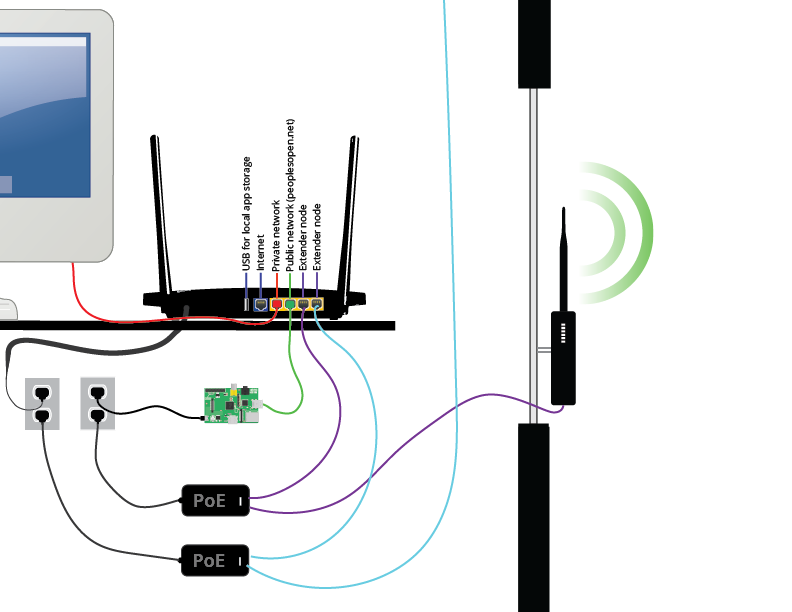 USB for local app storage
Internet
Private network
Public network (peoplesopen.net)
Extender node
Extender node
PoE
PoE